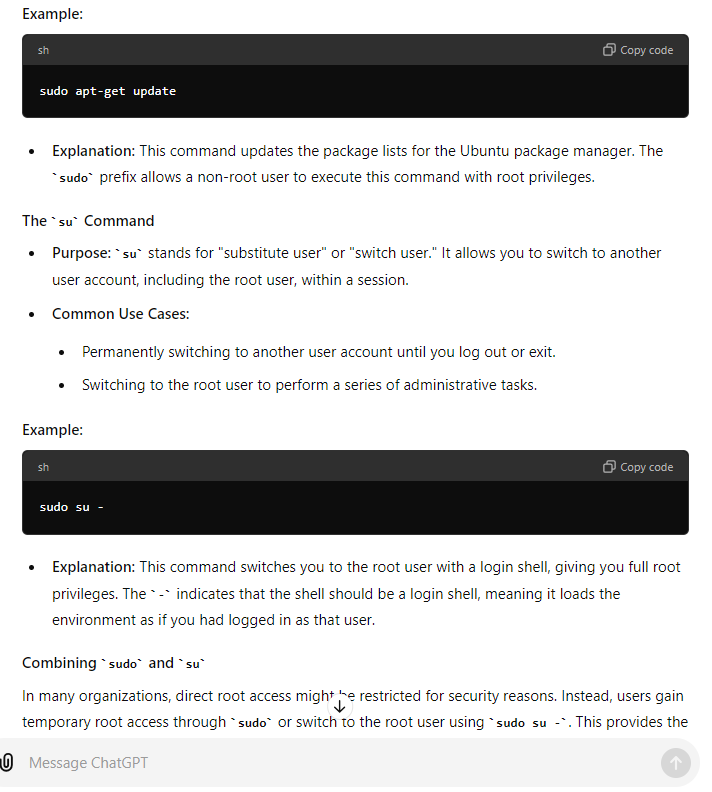 Example:
sh Copy code
sudo apt-get update
Explanation: This command updates the package lists for the Ubuntu package manager. The
`sudo` prefix allows a non-root user to execute this command with root privileges.
The `su` Command
Purpose: `su` stands for "substitute user" or "switch user." It allows you to switch to another
user account, including the root user, within a session.
Common Use Cases:
Permanently switching to another user account until you log out or exit.
Switching to the root user to perform a series of administrative tasks.
Example:
sh Copy code
sudo su -
Explanation: This command switches you to the root user with a login shell, giving you full root
privileges. The `-` indicates that the shell should be a login shell, meaning it loads the
environment as if you had logged in as that user.
Combining `sudo` and `su`
In many organizations, direct root access might be restricted for security reasons. Instead, users gain
temporary root access through `sudo` or switch to the root user using `sudo su -`. This provides the
Message ChatGPT